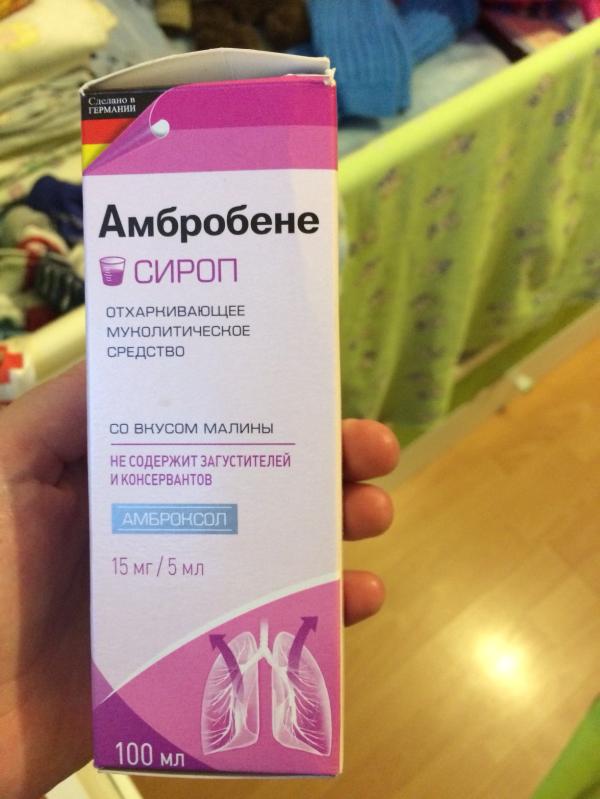 Сделано в
ГЕРМАНИИ
Амбробене
СИРОП
ОТХАРКИВАЮЩЕЕ
МУКОЛИТИЧЕСКОЕ
СРЕДСТВО
СО ВКУСОМ МАЛИНЫ
НЕ СОДЕРЖИТ ЗАГУСТИТЕЛЕЙ
И КОНСЕРВАНТОВ
АМБРОКСОЛ
15 мг / 5 мл
100 мл